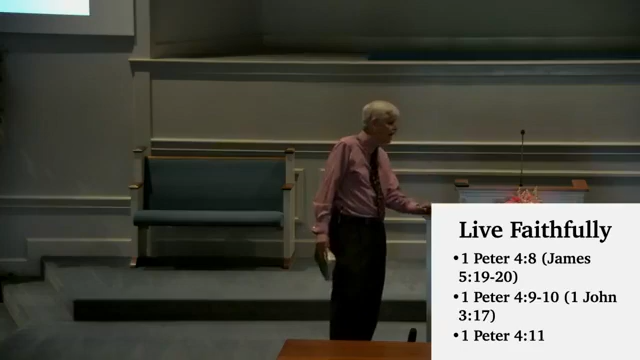 Live Faithfully
•1 Peter 4:8 (James
5:19-20)
•1 Peter 4:9-10 (1 John
3:17)
•1 Peter 4:11